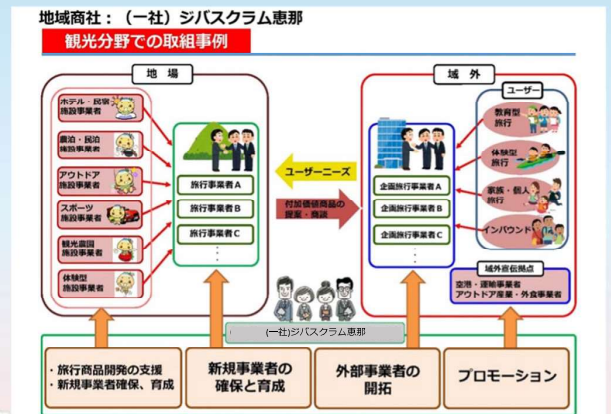 地域商社：（一社）ジバスクラム恵那
観光分野での取組事例
地　場
ホテル・民宿
施設事業者
農泊・民泊
施設事業者
アウトドア
施設事業者
スポーツ
施設事業者
観光農園
施設事業者
体験型
施設事業者
旅行事業者A
旅行事業者B
旅行事業者C
ユーザーニーズ
付加価値商品の
提案・商談
域　外
企画旅行事業者A
企画旅行事業者B
企画旅行事業者C
ユーザー
教育型
旅行
体験型
旅行
家族・個人
旅行
インバウンド
域外宣伝拠点
空港・運輸事業者
アウトドア産業・外食事業者
(一社)ジバスクラム恵那
・旅行商品開発の支援
・新規事業者確保、育成
新規事業者の
確保と育成
外部事業者の
開拓
プロモーション